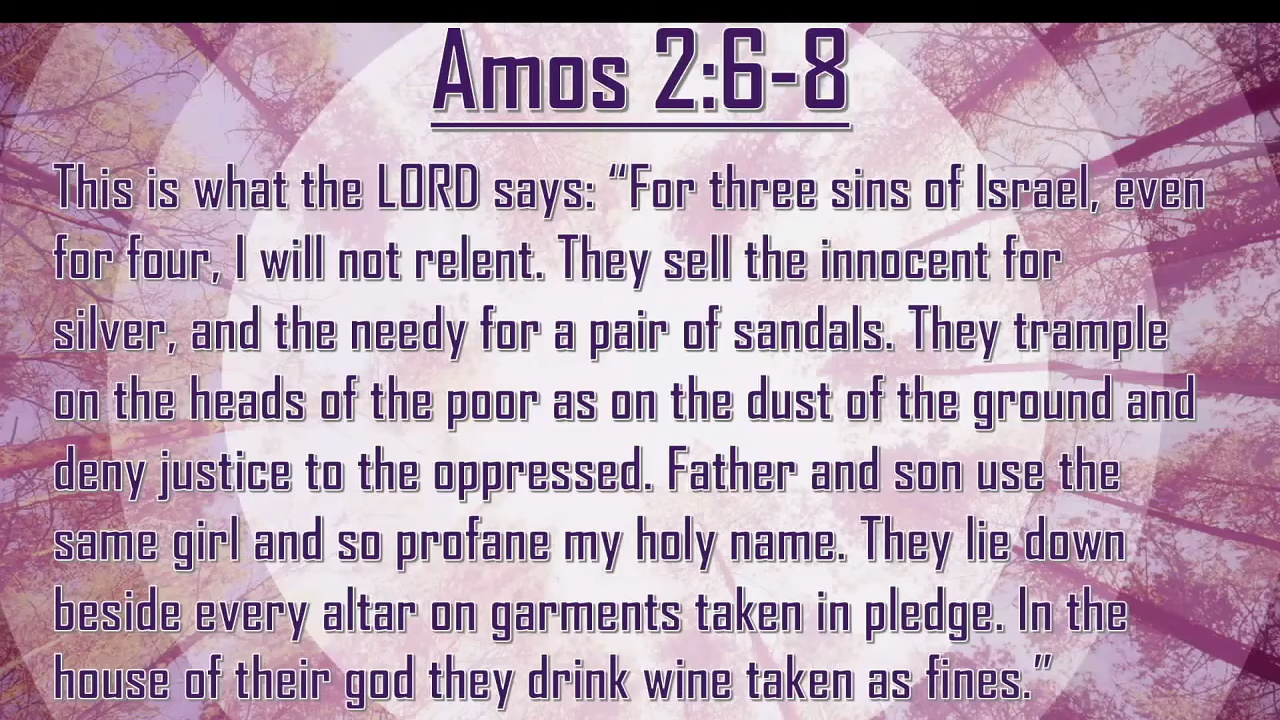 Amos 2:6-8
This is what the LORD says: “For three sins of Israel, even
for four, I will not relent. They sell the innocent for
silver, and the needy for a pair of sandals. They trample
on the heads of the poor as on the dust of the ground and
deny justice to the oppressed. Father and son use the
same girl and so profane my holy name. They lie down
beside every altar on garments taken in pledge. In the
house of their god they drink wine taken as fines.”